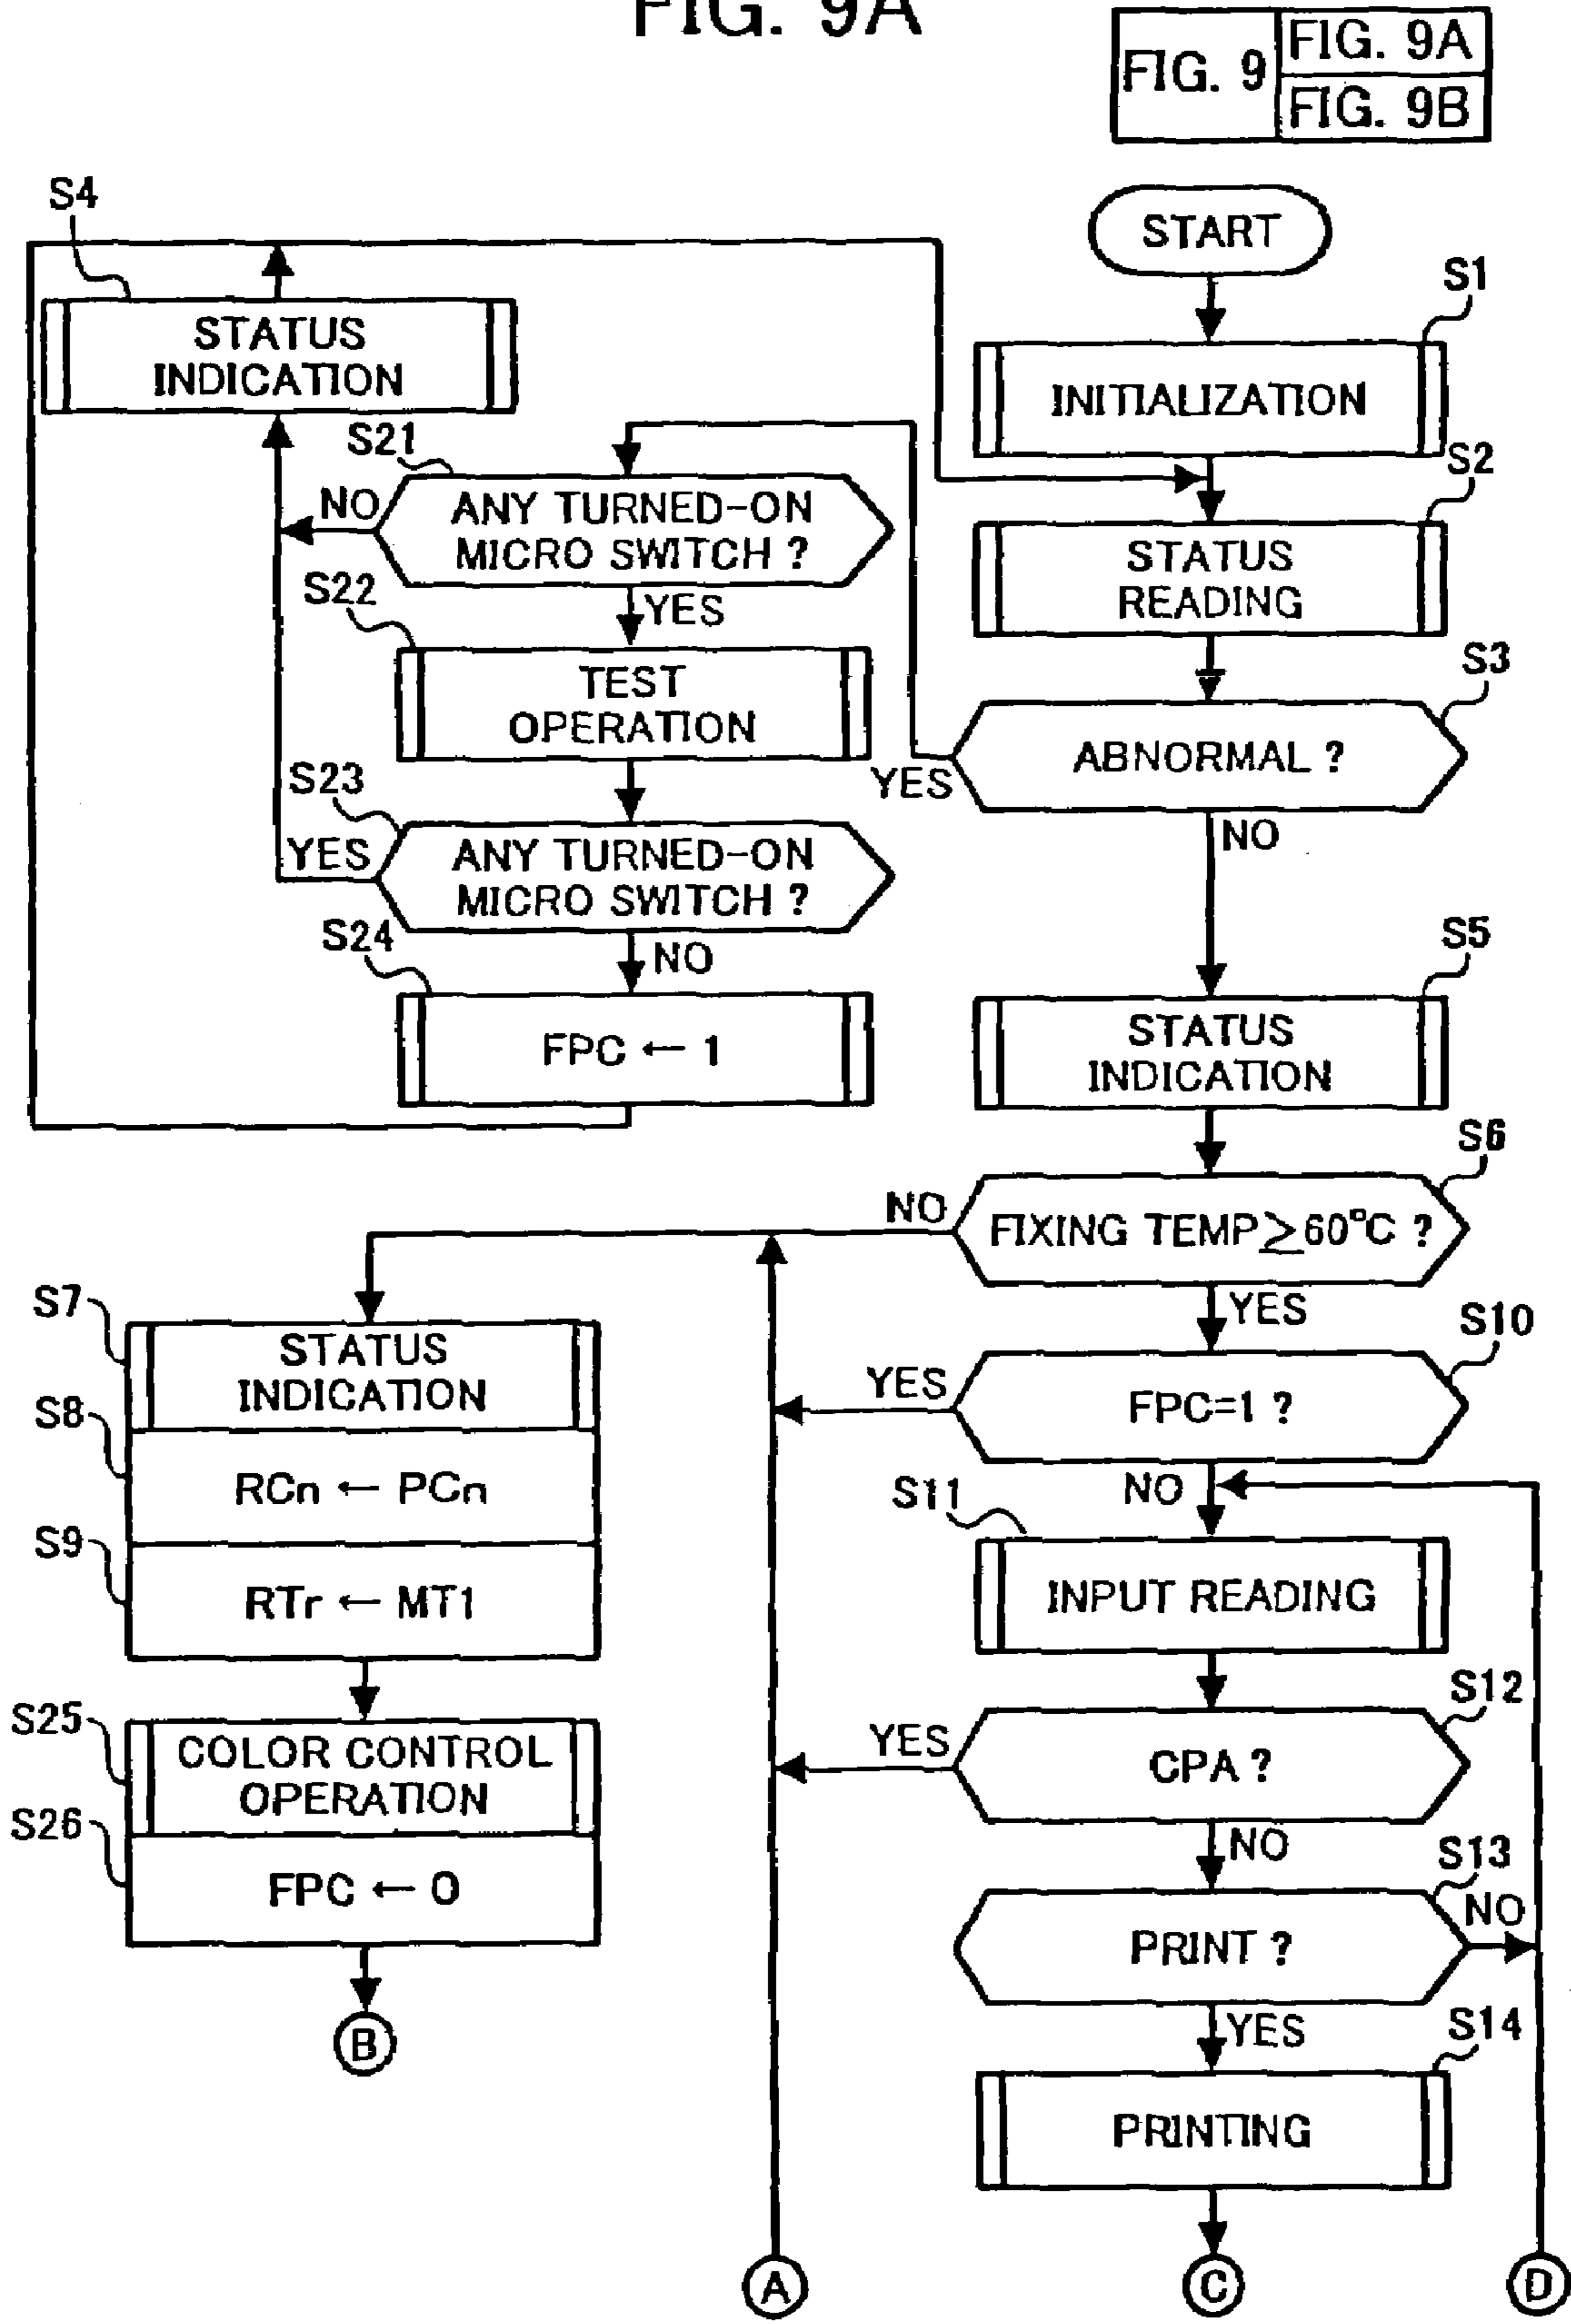 FIG. 9A
FIG. 9
FIG. 9A
FIG. 9B
START
S1
INITIALIZATION
S2
STATUS
READING
S3
ABNORMAL ?
YES
NO
S4
STATUS
INDICATION
S21
ANY TURNED-ON
MICRO SWITCH ?
NO
YES
S22
TEST
OPERATION
S23
ANY TURNED-ON
MICRO SWITCH ?
YES
NO
S24
FPC ← 1
S5
STATUS
INDICATION
S6
FIXING TEMP ≥ 60°C ?
NO
YES
S7
STATUS
INDICATION
S8
RCn ← PCn
S9
RTr ← MT1
S25
COLOR CONTROL
OPERATION
S26
FPC ← 0
B
S10
FPC=1 ?
YES
NO
S11
INPUT READING
S12
CPA ?
YES
NO
S13
PRINT ?
NO
YES
S14
PRINTING
A
C
D